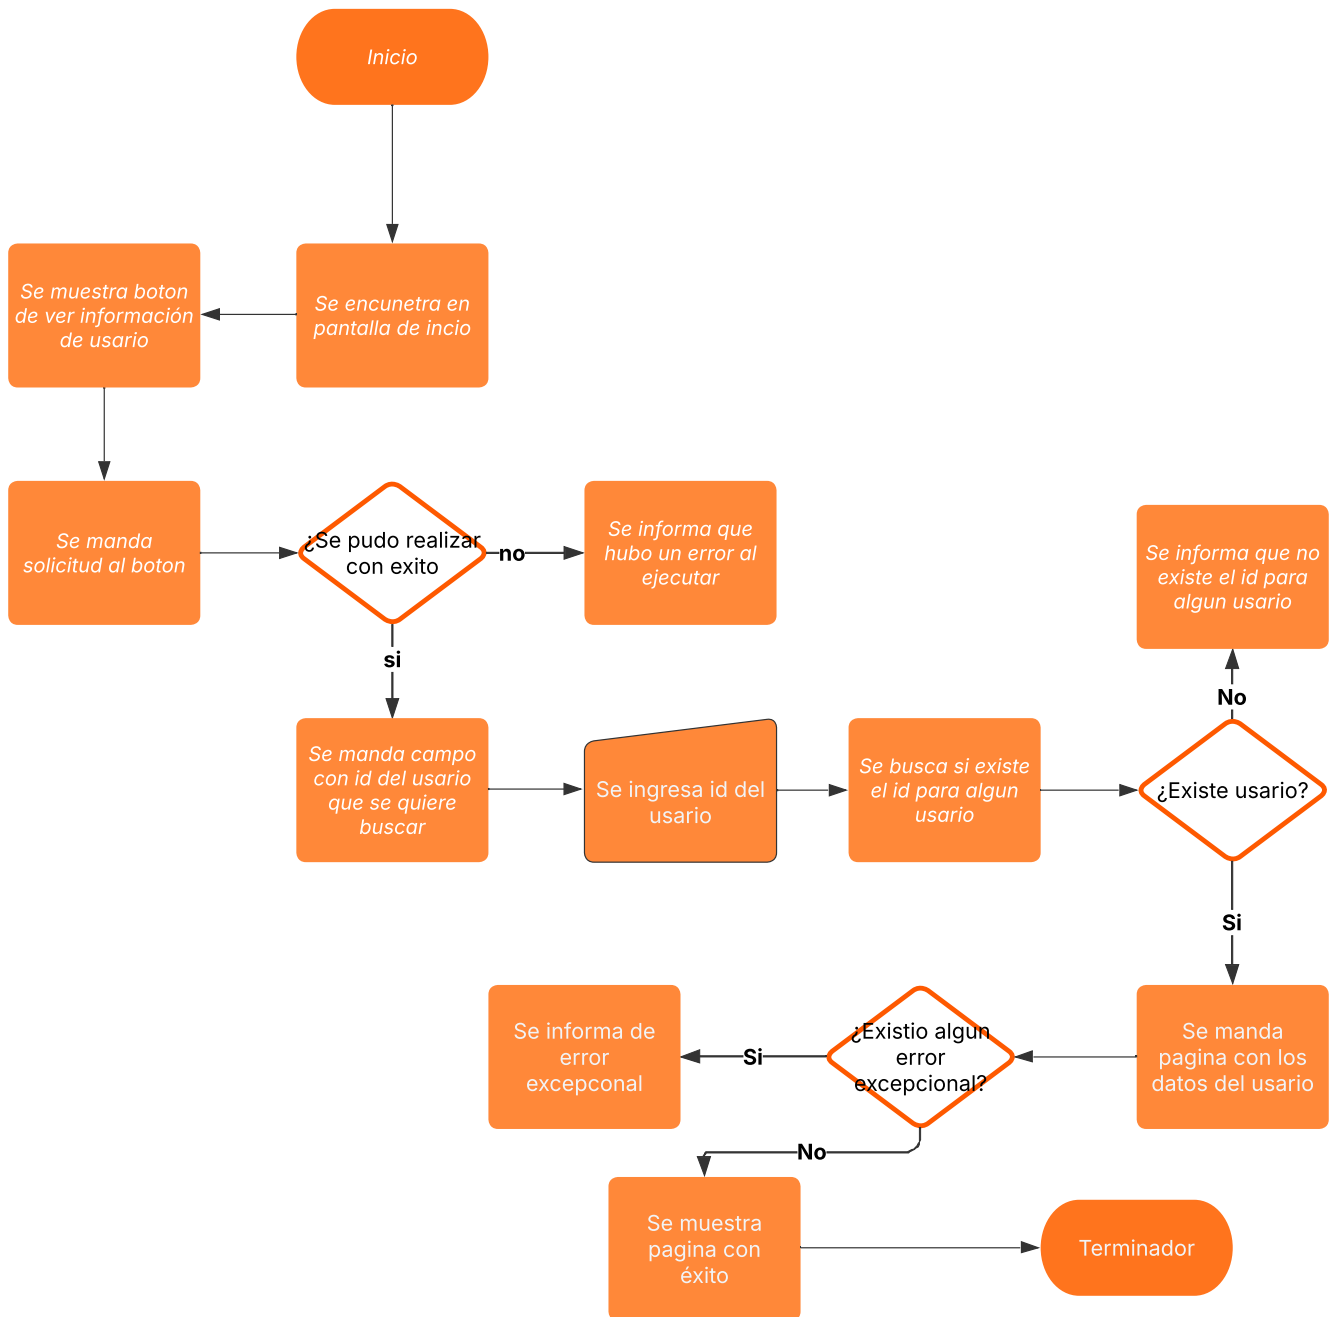 Inicio
Se muestra boton
de ver información
de usario
Se encunetra en
pantalla de incio
Se manda
solicitud al boton
¿Se pudo realizar
con exito
no
Se informa que
hubo un error al
ejecutar
Se informa que no
existe el id para
algun usario
si
No
Se manda campo
con id del usario
que se quiere
buscar
Se ingresa id del
usario
Se busca si existe
el id para algun
usario
¿Existe usario?
Si
Se informa de
error
excepconal
Si
¿Existio algun
error
excepcional?
Se manda
pagina con los
datos del usario
No
Se muestra
pagina con
éxito
Terminador